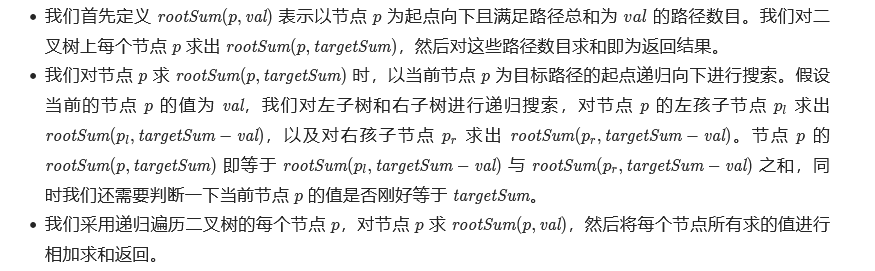 • 我们首先定义 rootSum(p, val) 表示以节点 p 为起点向下且满足路径总和为 val 的路径数目。我们对二
叉树上每个节点 p 求出 rootSum(p, targetSum)，然后对这些路径数目求和即为返回结果。
• 我们对节点 p 求 rootSum(p, targetSum) 时，以当前节点 p 为目标路径的起点递归向下进行搜索。假设
当前的节点 p 的值为 val，我们对左子树和右子树进行递归搜索，对节点 p 的左孩子节点 pₗ 求出
rootSum(pₗ, targetSum − val)，以及对右孩子节点 pᵣ 求出 rootSum(pᵣ, targetSum − val)。节点 p 的
rootSum(p, targetSum) 即等于 rootSum(pₗ, targetSum − val) 与 rootSum(pᵣ, targetSum − val) 之和，同
时我们还需要判断一下当前节点 p 的值是否刚好等于 targetSum。
• 我们采用递归遍历二叉树的每个节点 p，对节点 p 求 rootSum(p, val)，然后将每个节点所有求的值进行
相加求和返回。